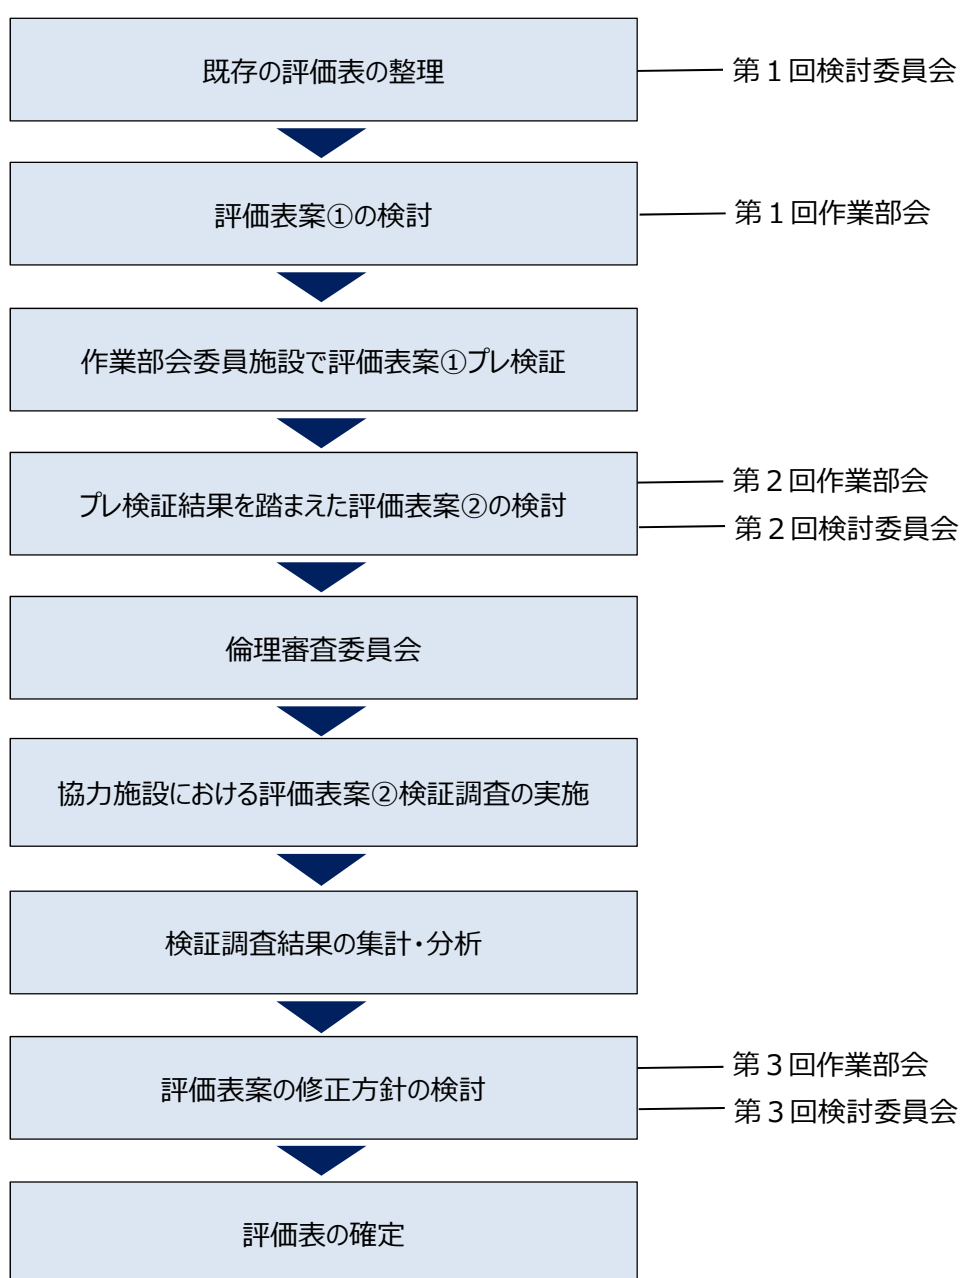 既存の評価表の整理
第１回検討委員会
評価表案①の検討
第１回作業部会
作業部会委員施設で評価表案①プレ検証
プレ検証結果を踏まえた評価表案②の検討
第２回作業部会
第２回検討委員会
倫理審査委員会
協力施設における評価表案②検証調査の実施
検証調査結果の集計・分析
評価表案の修正方針の検討
第３回作業部会
第３回検討委員会
評価表の確定